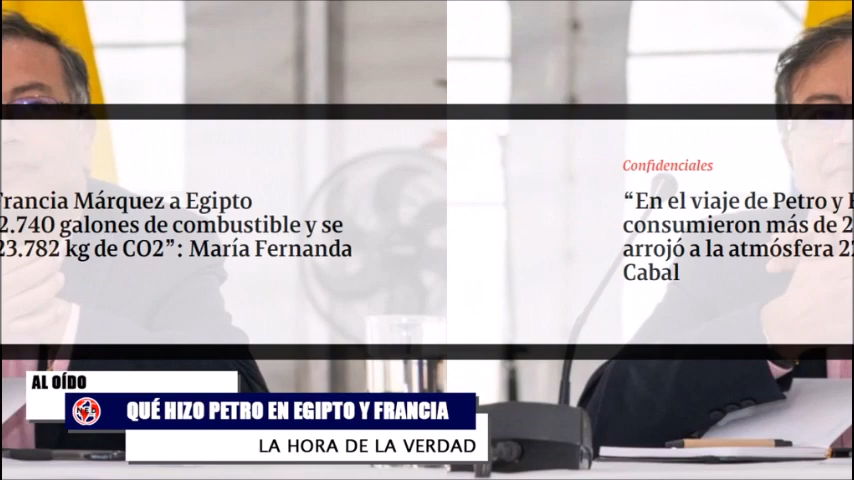 Francia Márquez a Egipto
2.740 galones de combustible y se
23.782 kg de CO2”: María Fernanda
Confidenciales
“En el viaje de Petro y
consumieron más de 2
arrojó a la atmósfera 22
Cabal
AL OÍDO
NED
QUÉ HIZO PETRO EN EGIPTO Y FRANCIA
LA HORA DE LA VERDAD